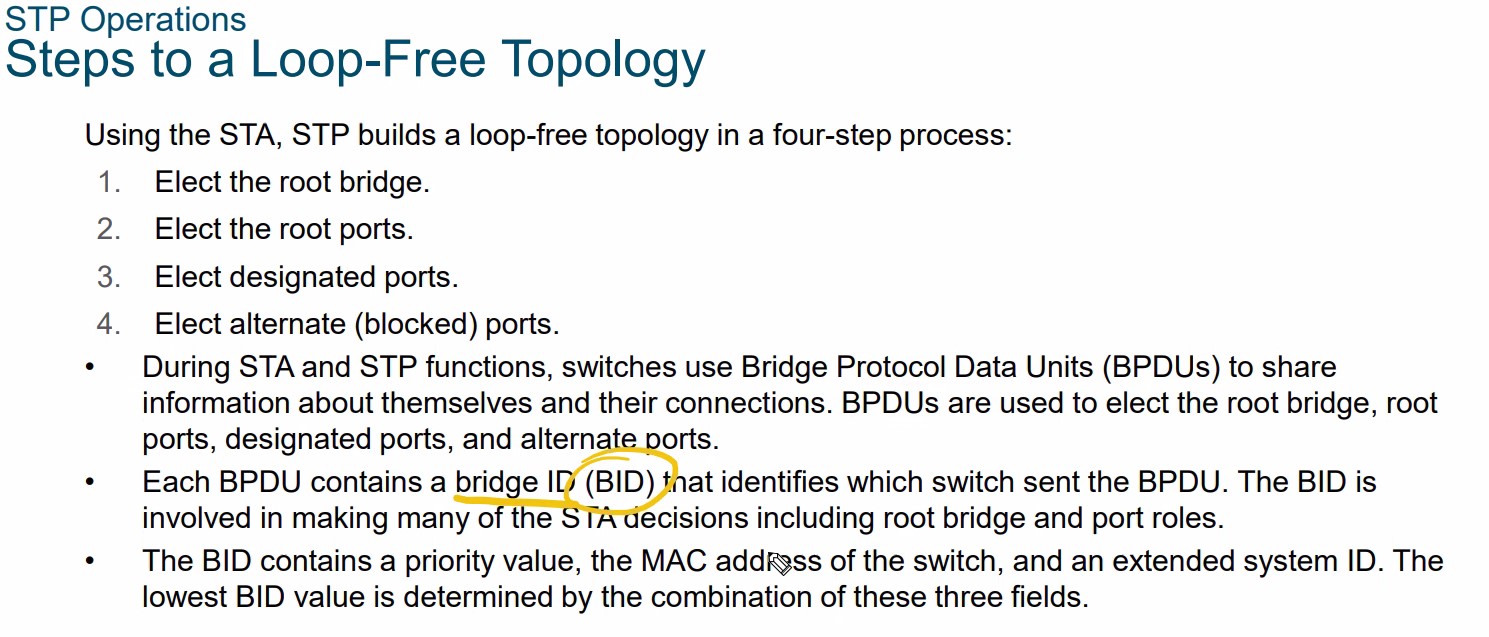 STP Operations
Steps to a Loop-Free Topology
Using the STA, STP builds a loop-free topology in a four-step process:
1. Elect the root bridge.
2. Elect the root ports.
3. Elect designated ports.
4. Elect alternate (blocked) ports.
• During STA and STP functions, switches use Bridge Protocol Data Units (BPDUs) to share
information about themselves and their connections. BPDUs are used to elect the root bridge, root
ports, designated ports, and alternate ports.
• Each BPDU contains a bridge ID (BID) that identifies which switch sent the BPDU. The BID is
involved in making many of the STA decisions including root bridge and port roles.
• The BID contains a priority value, the MAC address of the switch, and an extended system ID. The
lowest BID value is determined by the combination of these three fields.